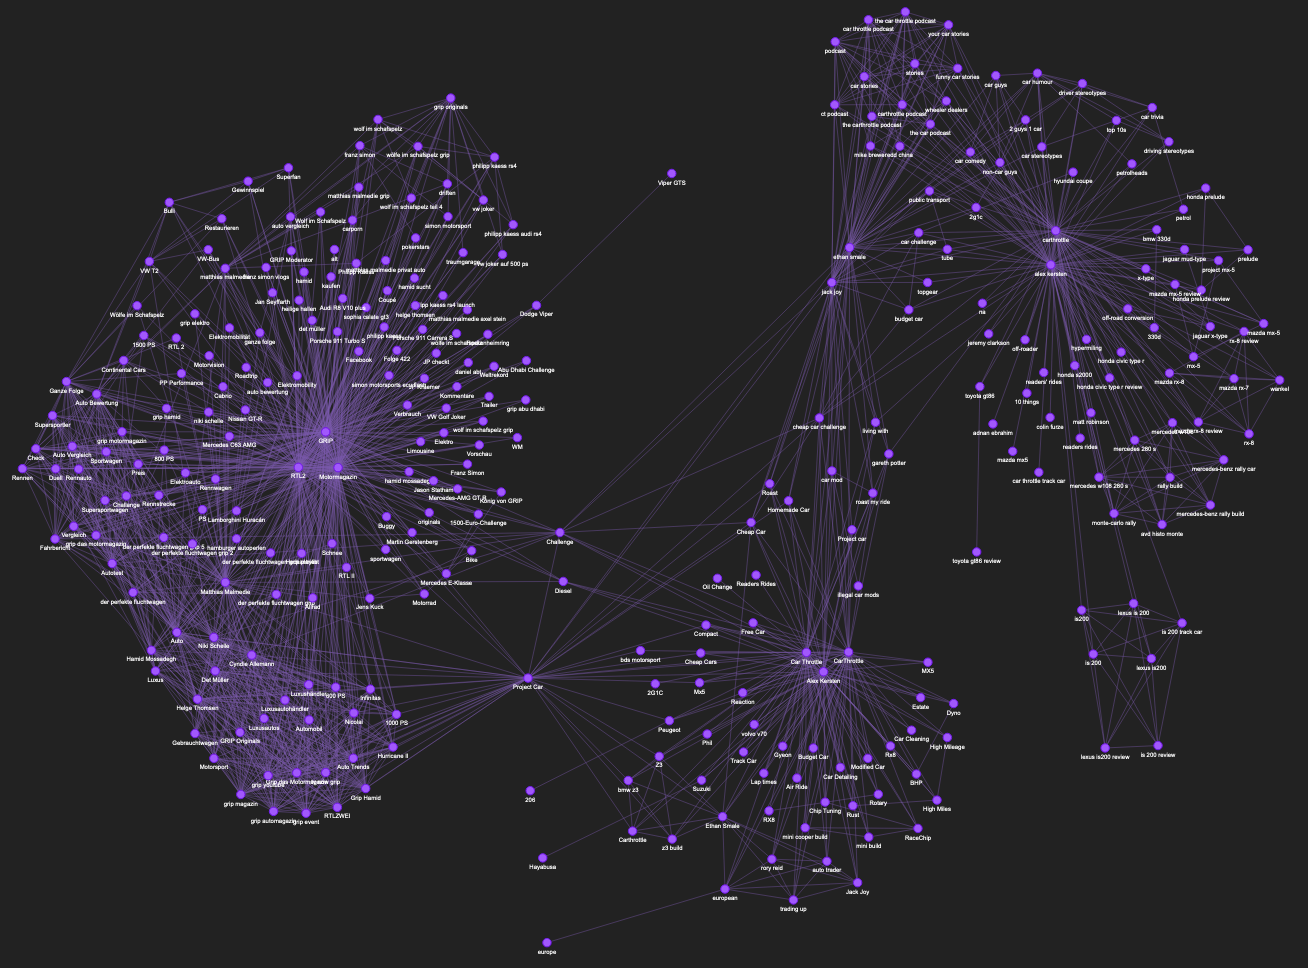 the car throttle podcast
car throttle podcast
your car stories
podcast
stories
funny car stories
car stories
car guys
car humour
driver stereotypes
wheeler dealers
ct podcast
carthrottle podcast
the carthrottle podcast
the car podcast
car trivia
2 guys 1 car
top 10s
grip originals
wolf im schafspelz
franz simon
wölfe im schafspelz grip
philipp kaess rs4
mike brewer
edd china
car comedy
car stereotypes
driving stereotypes
non-car guys
petrolheads
hyundai coupe
Superfan
Gewinnspiel
Viper GTS
matthias malmedie grip
driften
public transport
honda prelude
Bulli
wolf im schafspelz teil 4
vw joker
2g1c
petrol
Restaurieren
auto vergleich
Wolf im Schafspelz
carporn
simon motorsport
philipp kaess audi rs4
car challenge
carthrottle
bmw 330d
pokerstars
tube
ethan smale
prelude
VW-Bus
GRIP Moderator
alt
traumgarage
vw joker auf 500 ps
jaguar mud-type
project mx-5
VW T2
matthias malmedie
franz simon vlogs
hamid
kaufen
matthias malmedie privat auto
hamid sucht
alex kersten
x-type
jack joy
topgear
mazda mx-5 review
honda prelude review
Jan Seyffarth
heilige hallen
Audi R8 V10 plus
Coupé
matthias malmedie axel stein
Dodge Viper
budget car
na
off-road conversion
Wölfe im Schafspelz
grip elektro
del müller
sophia calate gt3
helge thomsen
330d
jaguar x-type
rx-8 review
mazda mx-5
1500 PS
RTL 2
Elektromobilität
ganze folge
Porsche 911 Turbo S
Porsche 911 Carrera S
jeremy clarkson
off-roader
hypermiling
honda civic type r
mx-5
Continental Cars
Motorvision
Facebook
Folge 422
JP checkt
daniel abt
Weltrekord
Abu Dhabi Challenge
honda s2000
honda civic type r review
mazda rx-8
mazda rx-7
wankel
Ganze Folge
PP Performance
Roadtrip
auto bewertung
Elektromobility
Kommentare
toyota gt86
10 things
readers' rides
Auto Bewertung
Cabrio
Verbrauch
VW Golf Joker
Trailer
grip abu dhabi
Supersportler
grip hamid
niki schelle
Nissan GT-R
wolf im schafspelz grip
cheap car challenge
living with
adnan ebrahim
colin furze
matt robinson
grip motormagazin
Mercedes C63 AMG
GRIP
Limousine
Elektro
WM
Vorschau
readers rides
mercedes 280 s
rx-8
Check
Auto Vergleich
Sportwagen
800 PS
gareth potter
mazda mx5
Rennen
Duell
Rennauto
Preis
Elektroauto
Rennwagen
RTL2
Motormagazin
hamid mossadegh
Franz Simon
car mod
car throttle track car
mercedes w108 280 s
rally build
mercedes-benz rally car
Jason Statham
Mercedes-AMG GT R
König von GRIP
Roast
roast my ride
Supersportwagen
Challenge
Rennstrecke
PS
Lamborghini Huracán
Buggy
originals
1500-Euro-Challenge
Homemade Car
monte-carlo rally
mercedes-benz rally build
Vergleich
grip das motormagazin
Martin Gerstenberg
Challenge
Cheap Car
Project car
avd histo monte
Fahrbericht
hamburger autoperlen
der perfekte fluchtwagen grip 2
Schnee
sportwagen
Bike
toyota gt86 review
Autotest
RTL II
Mercedes E-Klasse
Diesel
Oil Change
Readers Rides
illegal car mods
der perfekte fluchtwagen
Matthias Malmedie
Jens Kuck
Motorrad
is200
lexus is 200
is 200 track car
Auto
Niki Schelle
Compact
Free Car
Hamid Mossadegh
Cyndie Allemann
bds motorsport
Cheap Cars
Car Throttle
CarThrottle
MX5
is 200
lexus is200
Luxus
Det Müller
Project Car
2G1C
Mx5
Alex Kersten
Luxushändler
400 PS
Infinitas
Helge Thomsen
Luxusautohändler
Reaction
Estate
Dyno
Luxusautos
Automobil
Nicolai
1000 PS
Peugeot
Phil
volvo v70
Car Cleaning
High Mileage
Gebrauchtwagen
GRIP Originals
Hurricane II
Z3
Track Car
Gyeon
Budget Car
Rx8
lexus is200 review
is 200 review
Motorsport
Auto Trends
Lap times
Air Ride
Car Detailing
Modified Car
BHP
grip youtube
Grip das Motormagazin
grip magazin
Grip Hamid
206
bmw z3
Suzuki
Chip Tuning
Rotary
Rust
High Miles
grip automagazin
grip event
RTLZWEI
Carthrottle
z3 build
Ethan Smale
RX8
mini cooper build
mini build
RaceChip
Hayabusa
rory reid
auto trader
european
trading up
Jack Joy
europe